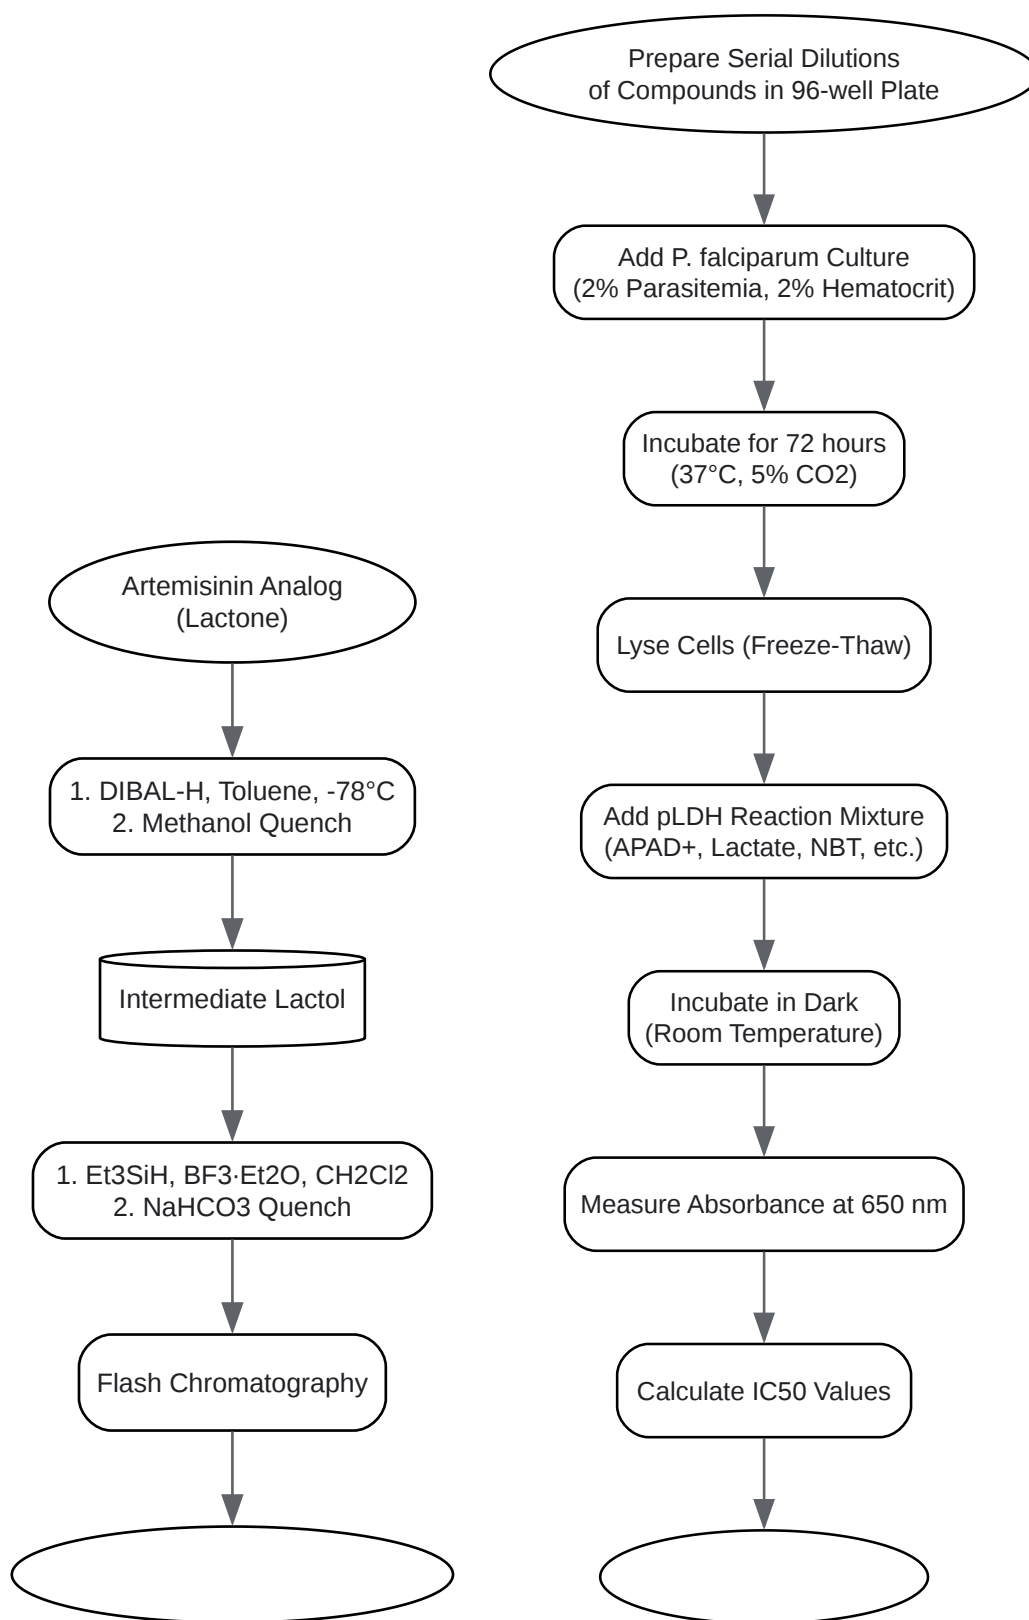 Prepare Serial Dilutions
of Compounds in 96-well Plate
Add P. falciparum Culture
(2% Parasitemia, 2% Hematocrit)
Incubate for 72 hours
(37°C, 5% CO2)
Lyse Cells (Freeze-Thaw)
Add pLDH Reaction Mixture
(APAD+, Lactate, NBT, etc.)
Incubate in Dark
(Room Temperature)
Measure Absorbance at 650 nm
Calculate IC50 Values
Artemisinin Analog
(Lactone)
1. DIBAL-H, Toluene, -78°C
2. Methanol Quench
Intermediate Lactol
1. Et3SiH, BF3·Et2O, CH2Cl2
2. NaHCO3 Quench
Flash Chromatography